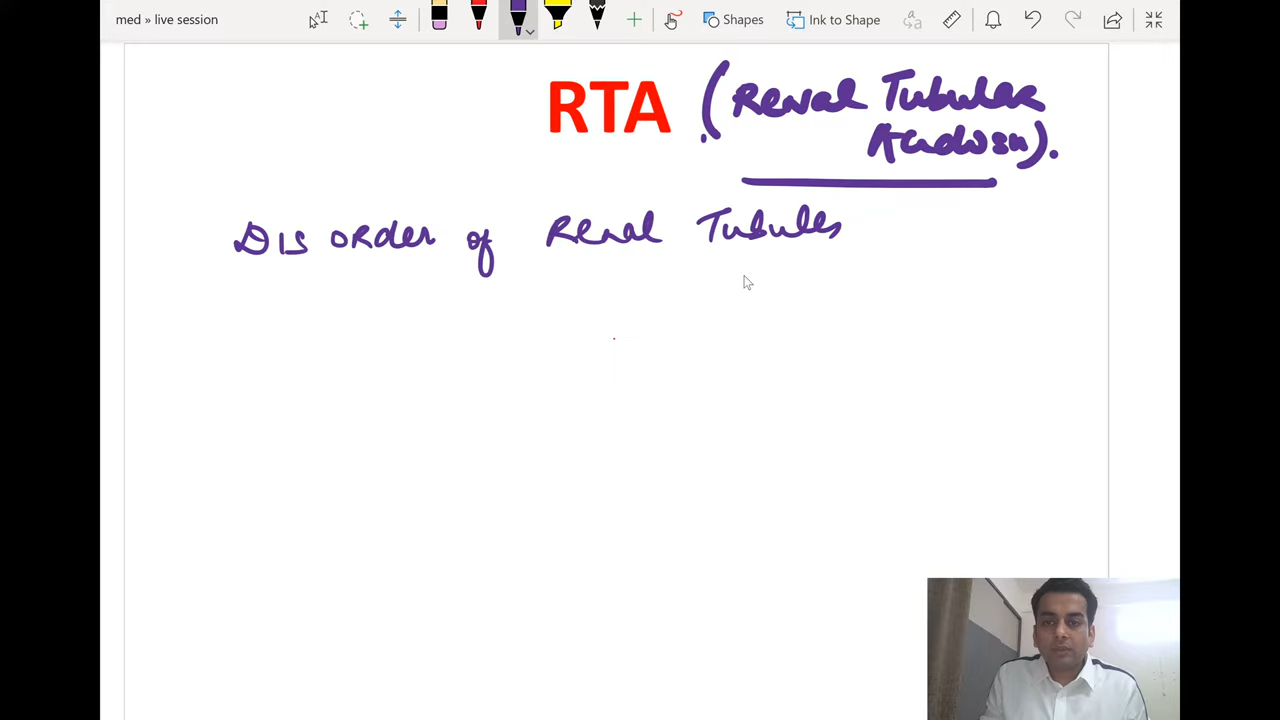 med » live session
Shapes
Ink to Shape
RTA (Renal Tubular
Acidosis).
Disorder of Renal Tubules